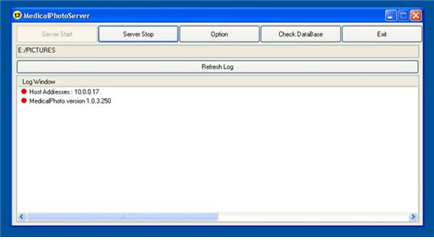 MedicalPhotoServer
Server Start Server Stop Option Check DataBase Exit
E:/PICTURES
Refresh Log
Log Window
Host Addresses : 10.0.0.17
MedicalPhoto version 1.0.3.250